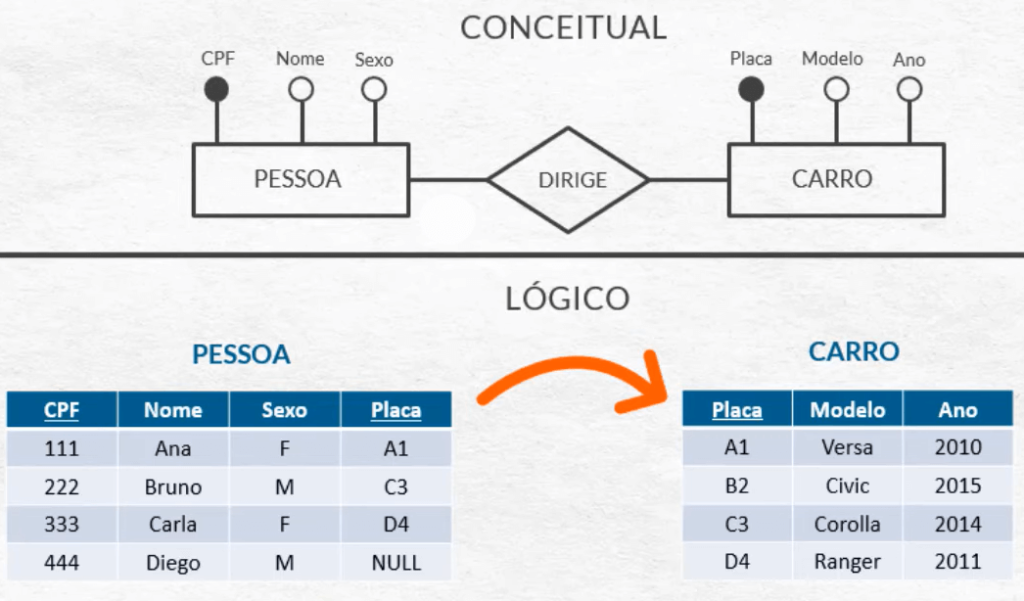 CONCEITUAL
CPF Nome Sexo
Placa Modelo Ano
PESSOA
DIRIGE
CARRO
LÓGICO
PESSOA
CPF Nome Sexo Placa
111 Ana F A1
222 Bruno M C3
333 Carla F D4
444 Diego M NULL
CARRO
Placa Modelo Ano
A1 Versa 2010
B2 Civic 2015
C3 Corolla 2014
D4 Ranger 2011